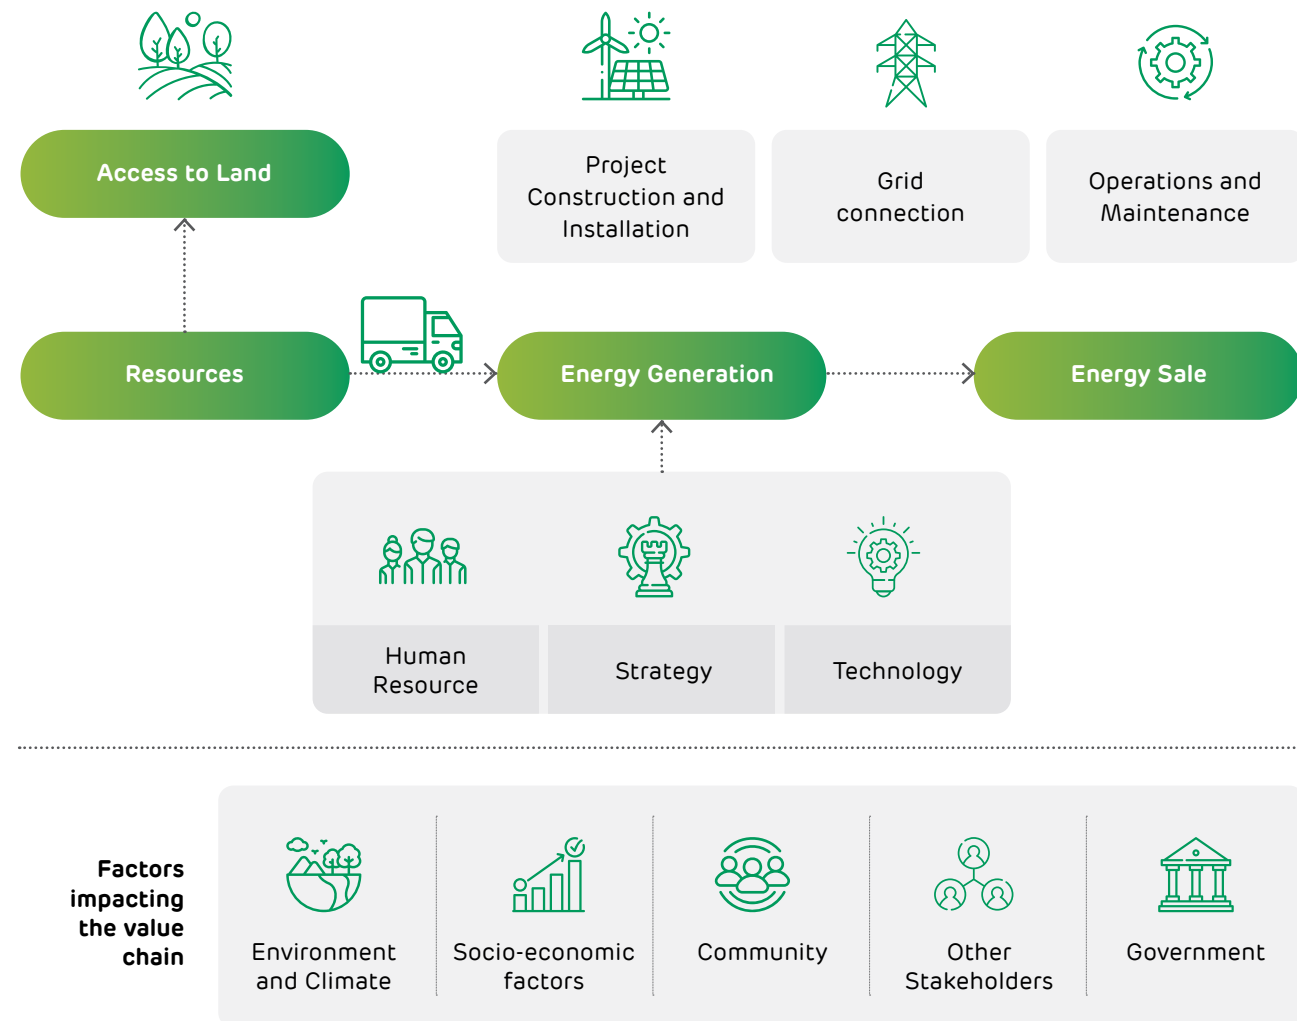 Access to Land
Project
Construction and
Installation
Grid
connection
Operations and
Maintenance
Resources
Energy Generation
Energy Sale
Human
Resource
Strategy
Technology
Factors
impacting
the value
chain
Environment
and Climate
Socio-economic
factors
Community
Other
Stakeholders
Government